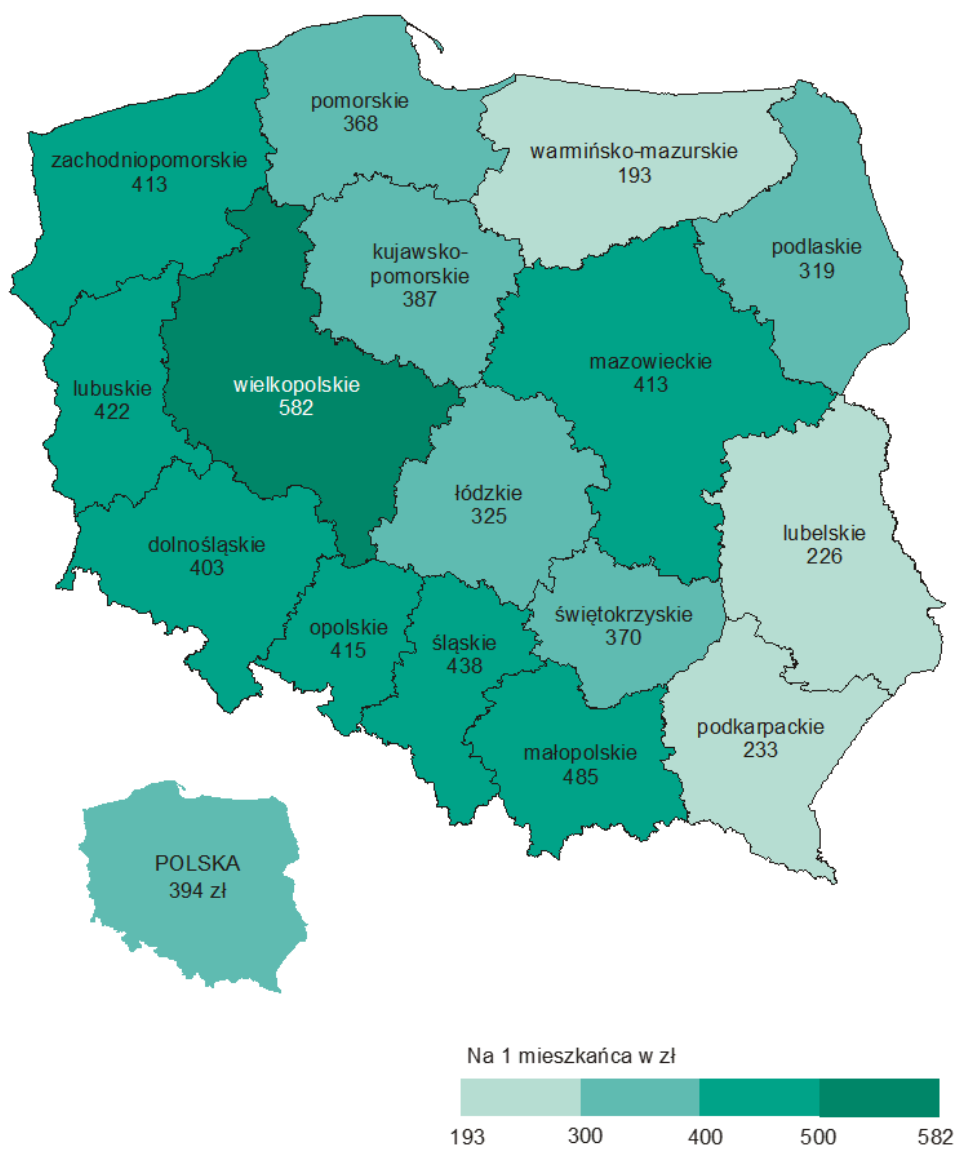 pomorskie
368
zachodniopomorskie
413
warmińsko-mazurskie
193
kujawsko-
pomorskie
387
podlaskie
319
mazowieckie
413
lubuskie
422
wielkopolskie
582
łódzkie
325
lubelskie
226
dolnośląskie
403
opolskie
415
śląskie
438
świętokrzyskie
370
małopolskie
485
podkarpackie
233
POLSKA
394 zł
Na 1 mieszkańca w zł
193 300 400 500 582